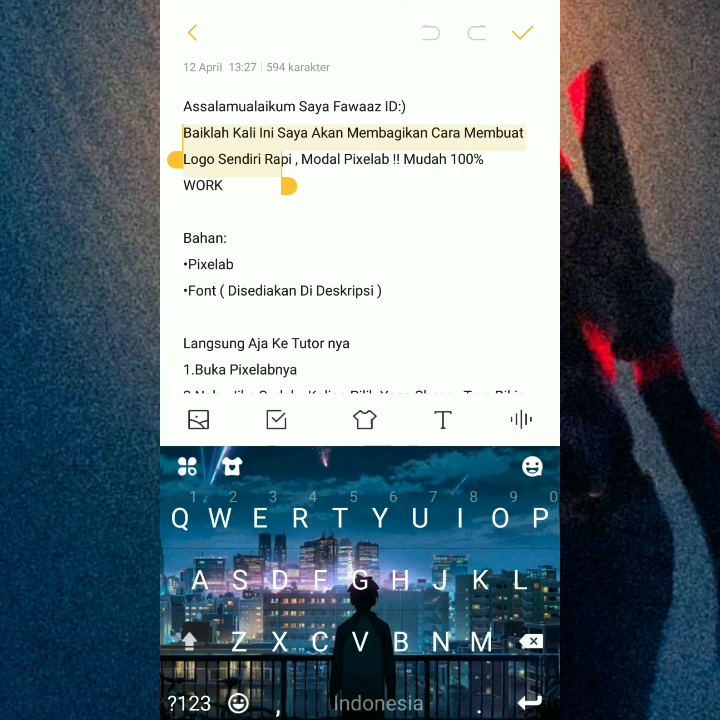 12 April 13:27 | 594 karakter
Assalamualaikum Saya Fawaaz ID:)
Baiklah Kali Ini Saya Akan Membagikan Cara Membuat
Logo Sendiri Rapi , Modal Pixelab !! Mudah 100%
WORK
Bahan:
•Pixelab
•Font ( Disediakan Di Deskripsi )
Langsung Aja Ke Tutor nya
1.Buka Pixelabnya
T
1 2 3 4 5 6 7 8 9 0
Q W E R T Y U I O P
A S D F G H J K L
Z X C V B N M
?123 , Indonesia .